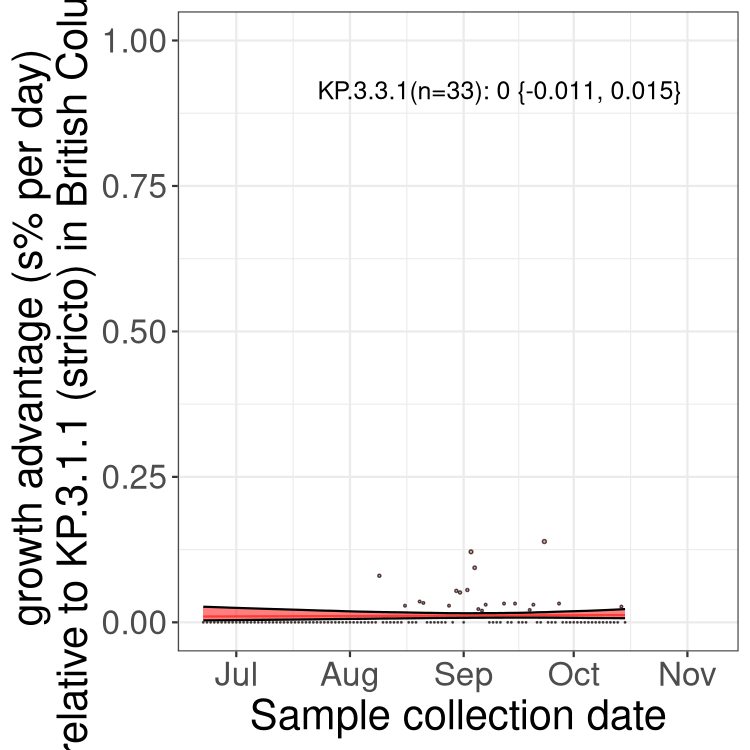 growth advantage (s% per day)
relative to KP.3.1.1 (stricto) in British Colu
1.00
0.75
0.50
0.25
0.00
KP.3.3.1(n=33): 0 {-0.011, 0.015}
Jul Aug Sep Oct Nov
Sample collection date